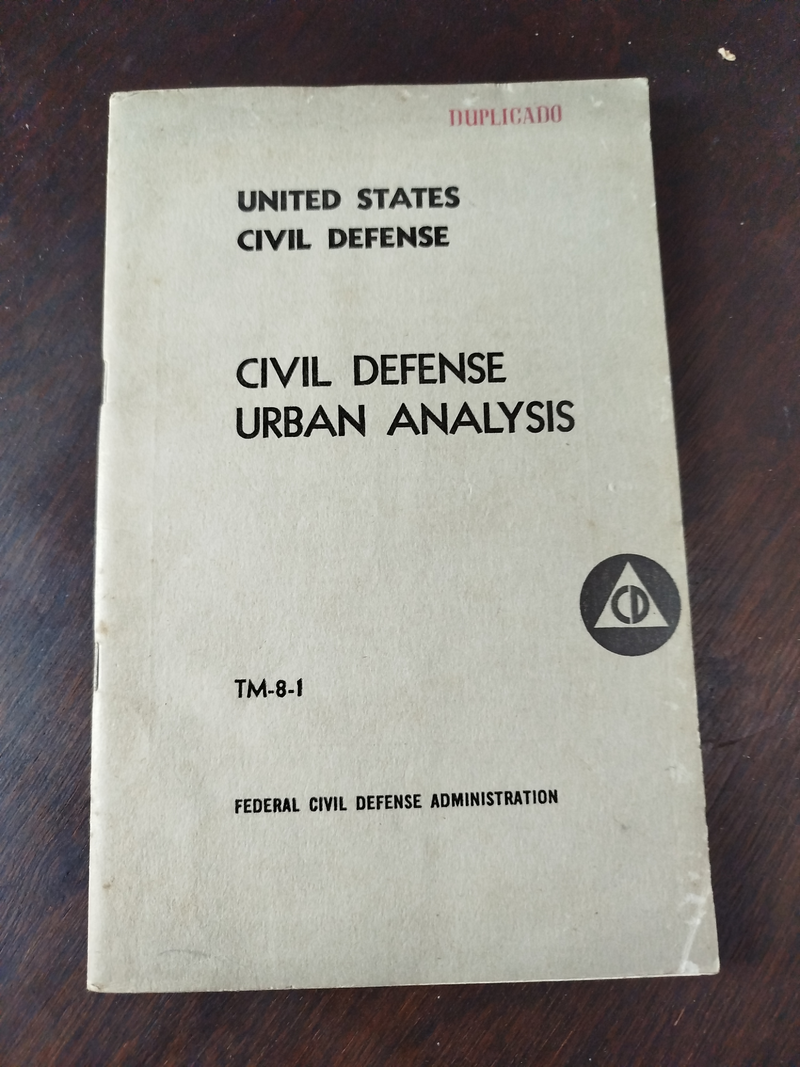 DUPLICADO
UNITED STATES
CIVIL DEFENSE
CIVIL DEFENSE
URBAN ANALYSIS
CD
TM-8-1
FEDERAL CIVIL DEFENSE ADMINISTRATION